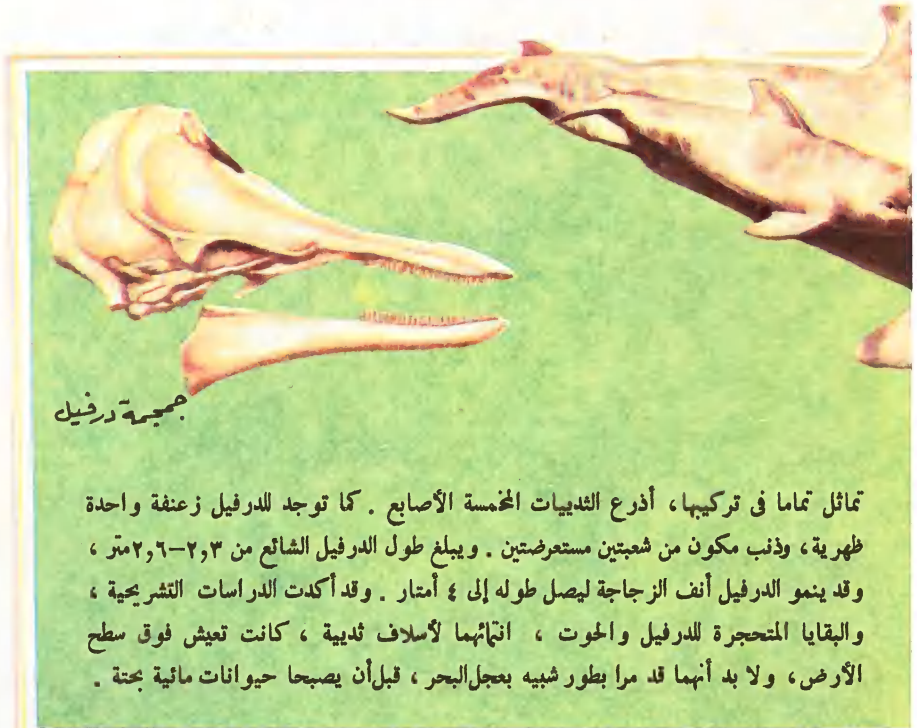 جمجمة درفيل
تماثل تماما فى تركيبها، أذرع الثدييات المخمسة الأصابع . كما توجد للدرفيل زعنفة واحدة
ظهرية، وذنب مكون من شعبتين مستعرضتين . ويبلغ طول الدرفيل الشائع من ٢,٣–٢,٦ متر ،
وقد ينمو الدرفيل أنف الزجاجة ليصل طوله إلى ٤ أمتار . وقد أكدت الدراسات التشريحية ،
والبقايا المتحجرة للدرفيل والحوت ، انتمائهما لأسلاف ثديية ، كانت تعيش فوق سطح
الأرض، ولا بد أنهما قد مرا بطور شبيه بعجل البحر ، قبل أن يصبحا حيوانات مائية بحتة .